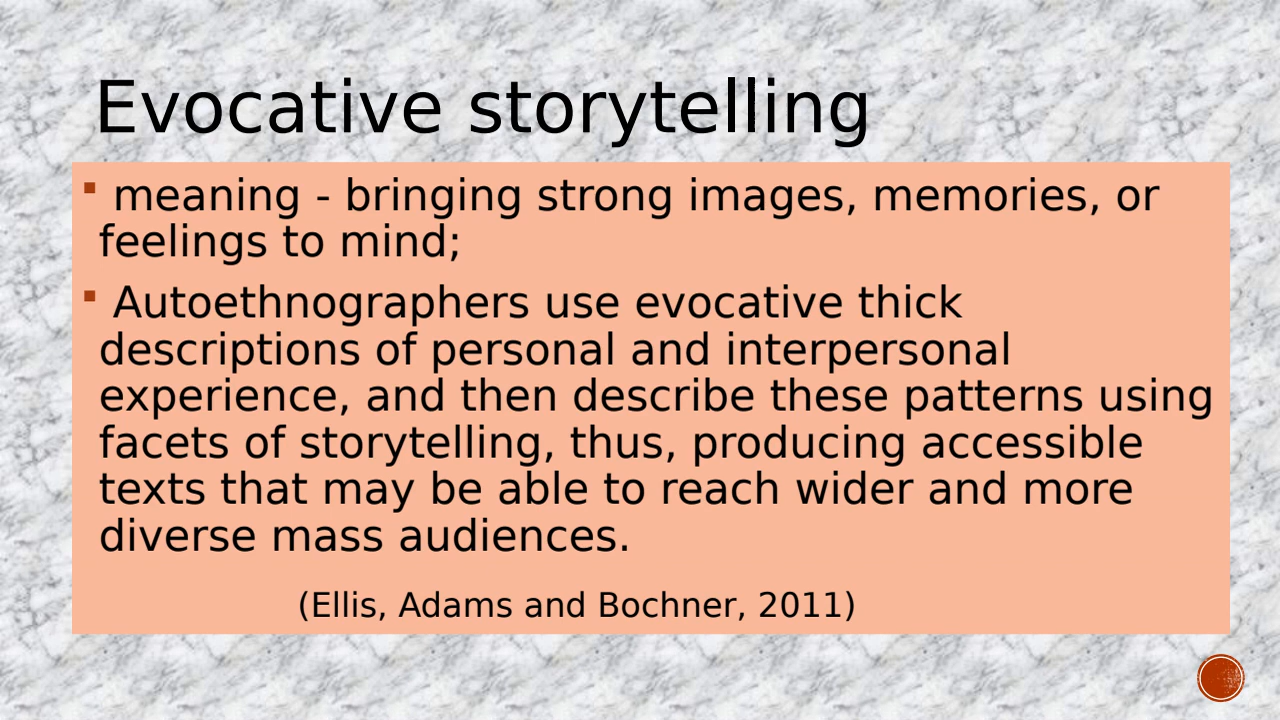 Evocative storytelling
▪ meaning - bringing strong images, memories, or
feelings to mind;
▪ Autoethnographers use evocative thick
descriptions of personal and interpersonal
experience, and then describe these patterns using
facets of storytelling, thus, producing accessible
texts that may be able to reach wider and more
diverse mass audiences.
(Ellis, Adams and Bochner, 2011)